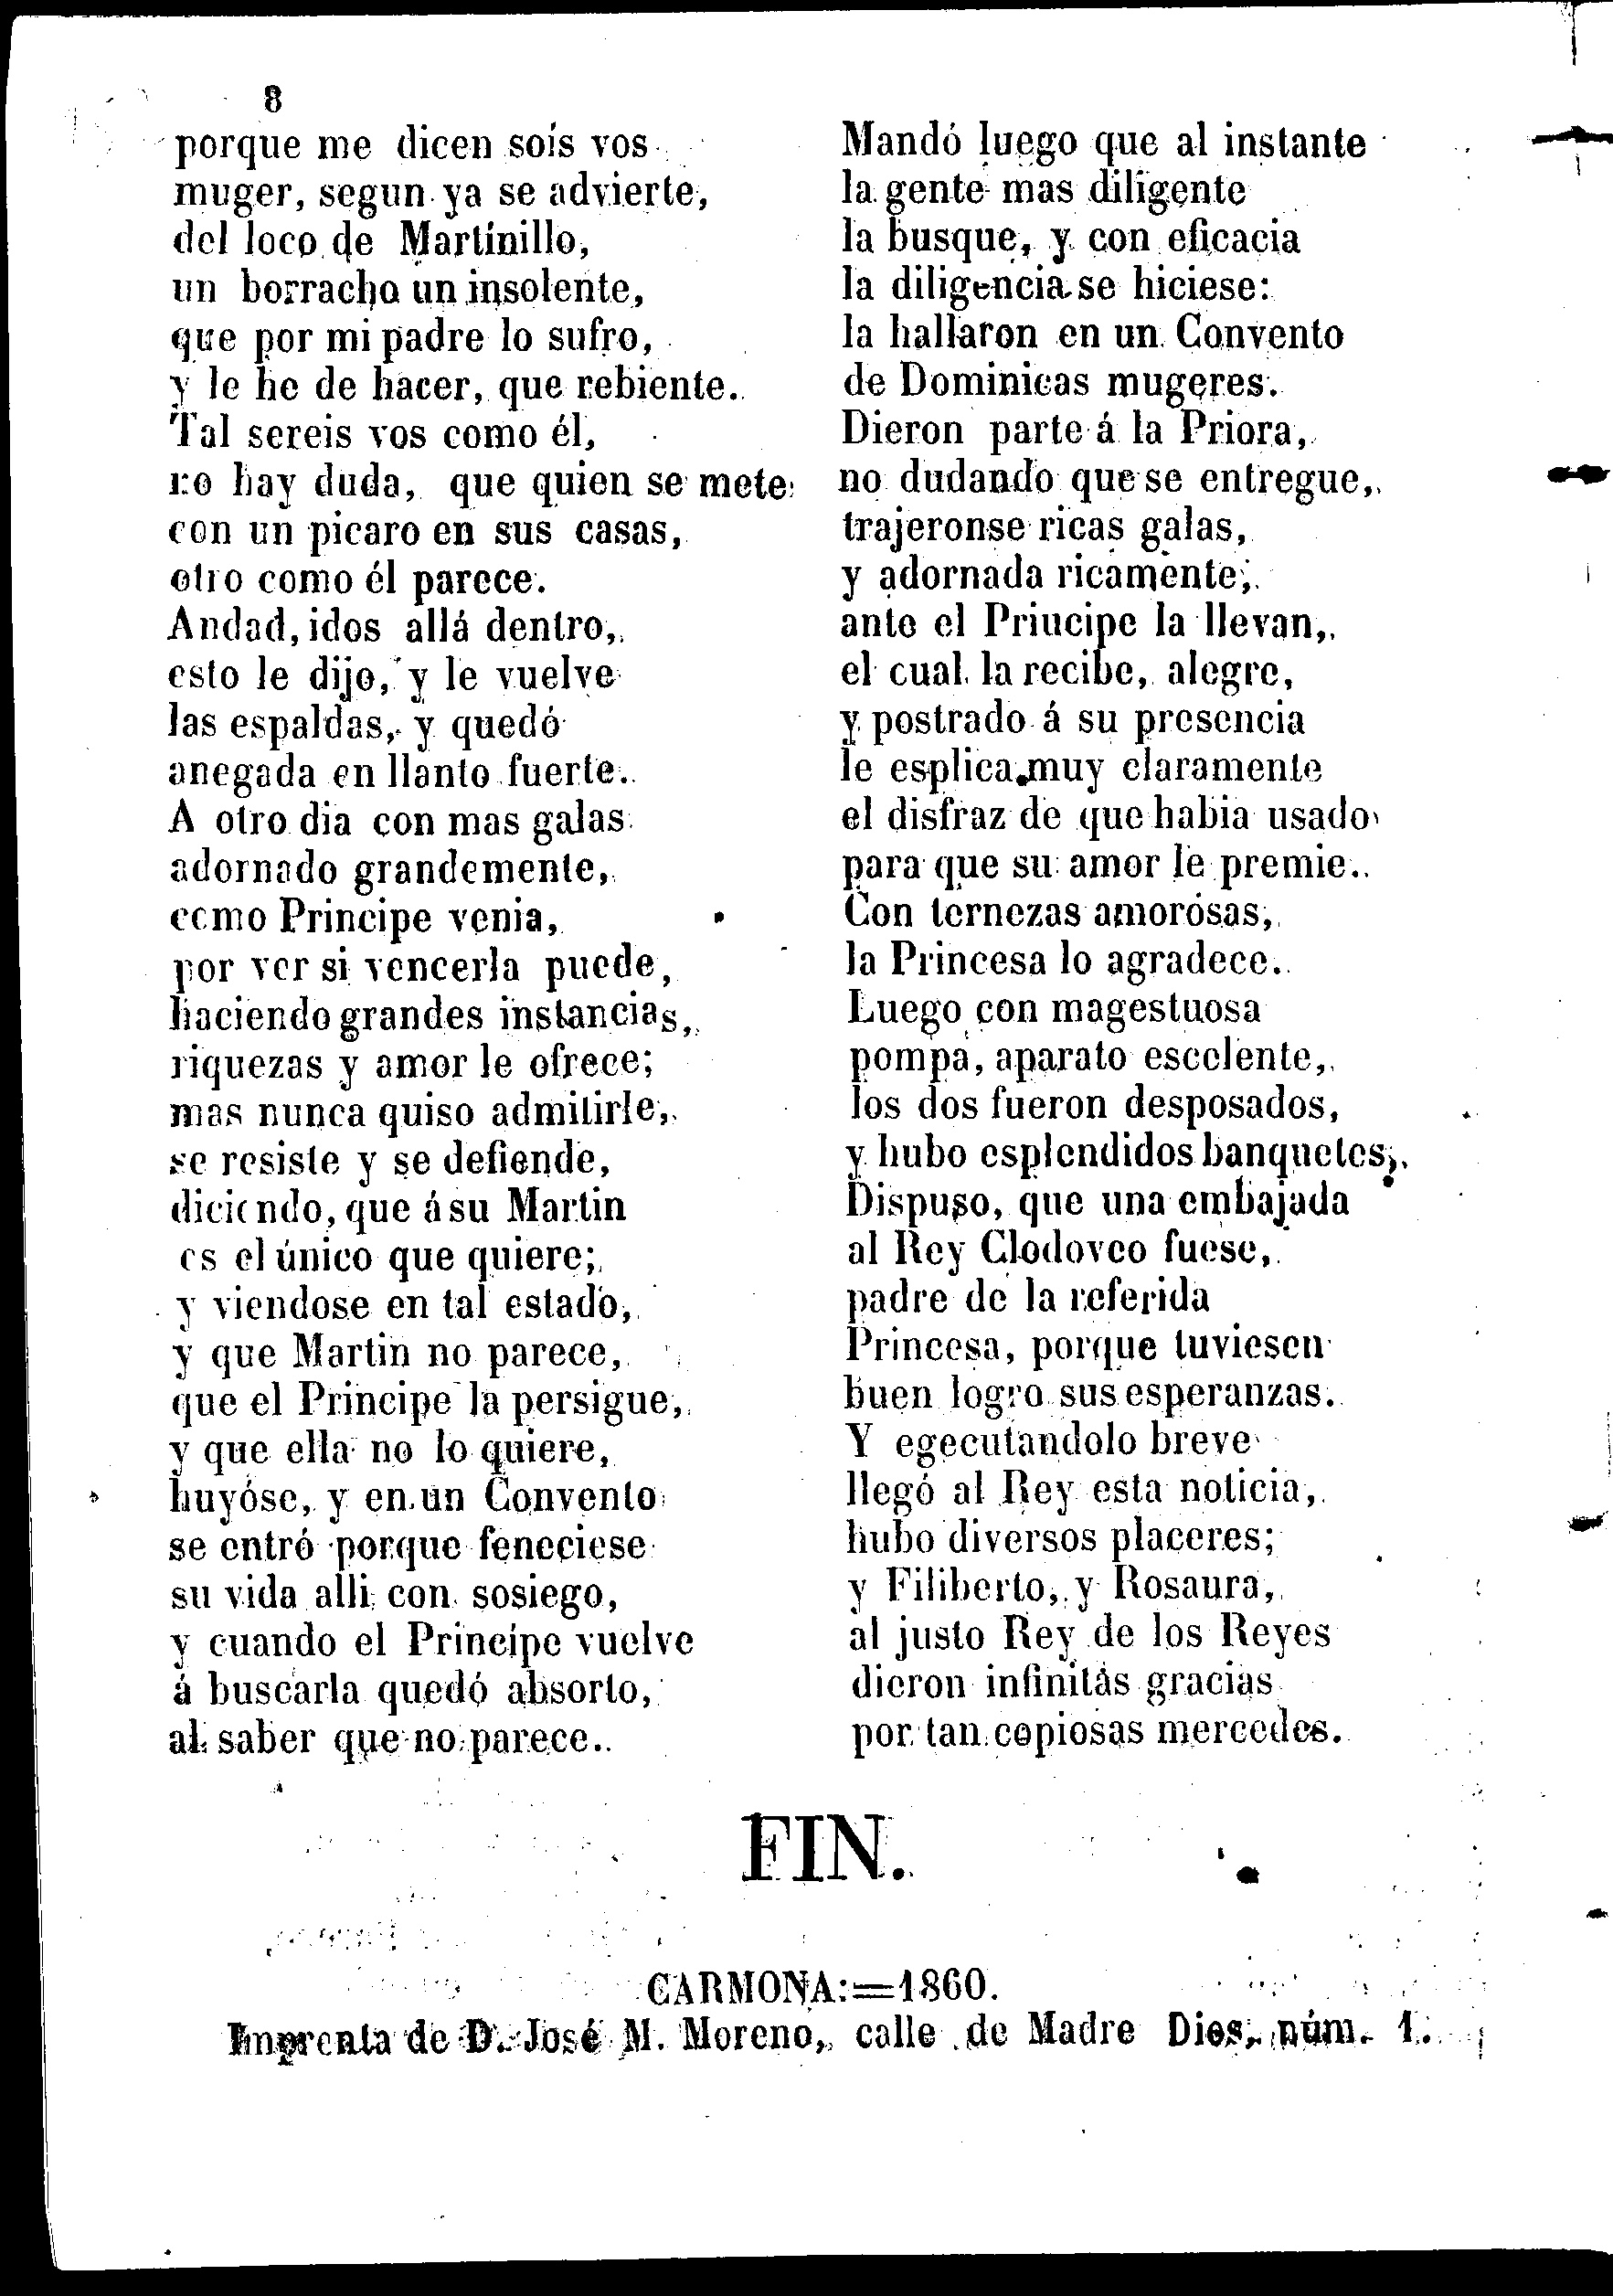 8
porque me dicen sois vos
muger, segun ya se advierte,
del loco de Martinillo,
un borracho un insolente,
que por mi padre lo sufro,
y le he de hacer, que rebiente.
Tal sereis vos como él,
no hay duda, que quien se mete
con un picaro en sus casas,
otro como él parece.
Andad, idos allá dentro,
esto le dijo, y le vuelve
las espaldas, y quedó
anegada en llanto fuerte.
A otro dia con mas galas
adornado grandemente,
como Principe venia,
por ver si vencerla puede,
haciendo grandes instancias,
riquezas y amor le ofrece;
mas nunca quiso admitirle,
se resiste y se defiende,
diciendo, que á su Martin
es el único que quiere;
y viendose en tal estado,
y que Martin no parece,
que el Principe la persigue,
y que ella no lo quiere,
huyóse, y en un Convento
se entró porque feneciese
su vida alli con sosiego,
y cuando el Principe vuelve
á buscarla quedó absorto,
al saber que no parece.
Mandó luego que al instante
la gente mas diligente
la busque, y con eficacia
la diligencia se hiciese:
la hallaron en un Convento
de Dominicas mugeres.
Dieron parte á la Priora,
no dudando que se entregue,
trajeronse ricas galas,
y adornada ricamente,
ante el Priucipe la llevan,
el cual la recibe, alegre,
y postrado á su presencia
le esplica muy claramente
el disfraz de que habia usado
para que su amor le premie.
Con ternezas amorosas,
la Princesa lo agradece.
Luego con magestuosa
pompa, aparato escelente,
los dos fueron desposados,
y hubo esplendidos banquetes;
Dispuso, que una embajada
al Rey Clodoveo fuese,
padre de la referida
Princesa, porque tuviesen
buen logro sus esperanzas.
Y egecutandolo breve
llegó al Rey esta noticia,
hubo diversos placeres;
y Filiberto, y Rosaura,
al justo Rey de los Reyes
dieron infinitas gracias
por tan copiosas mercedes.
FIN.
CARMONA:=1860.
Imprenta de D. José M. Moreno, calle de Madre Dios, núm. 1.